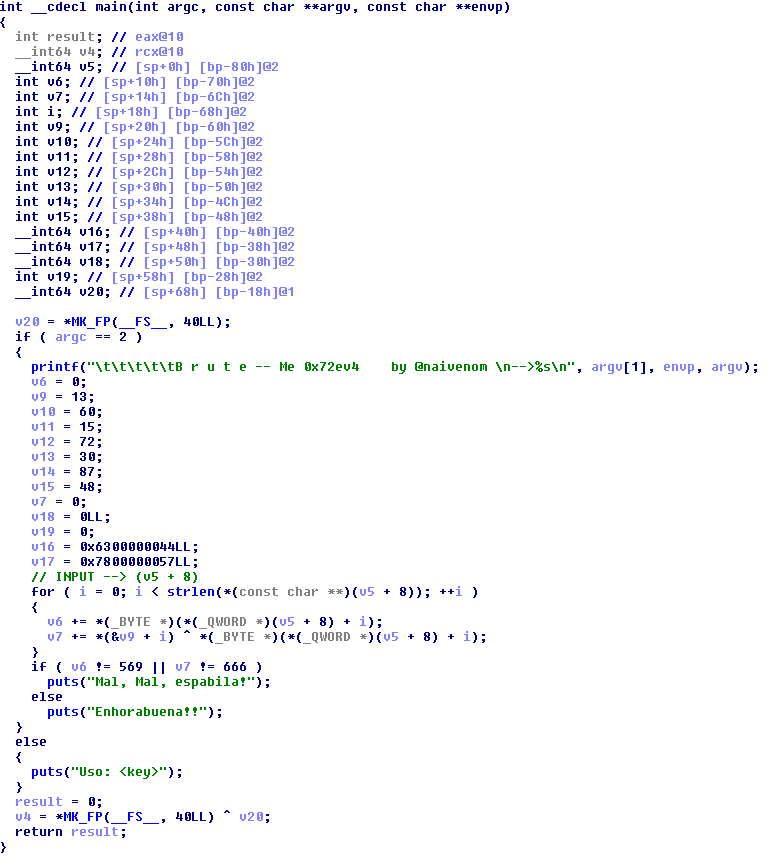 int __cdecl main(int argc, const char **argv, const char **envp)
{
  int result; // eax@10
  __int64 v4; // rcx@10
  __int64 v5; // [sp+0h] [bp-80h]@2
  int v6; // [sp+10h] [bp-70h]@2
  int v7; // [sp+14h] [bp-6Ch]@2
  int i; // [sp+18h] [bp-68h]@2
  int v9; // [sp+20h] [bp-60h]@2
  int v10; // [sp+24h] [bp-5Ch]@2
  int v11; // [sp+28h] [bp-58h]@2
  int v12; // [sp+2Ch] [bp-54h]@2
  int v13; // [sp+30h] [bp-50h]@2
  int v14; // [sp+34h] [bp-4Ch]@2
  int v15; // [sp+38h] [bp-48h]@2
  __int64 v16; // [sp+40h] [bp-40h]@2
  __int64 v17; // [sp+48h] [bp-38h]@2
  __int64 v18; // [sp+50h] [bp-30h]@2
  int v19; // [sp+58h] [bp-28h]@2
  __int64 v20; // [sp+68h] [bp-18h]@1

  v20 = *MK_FP(__FS__, 40LL);
  if ( argc == 2 )
  {
    printf("\t\t\t\t\tB r u t e -- Me 0x72ev4    by @naivenom \n-->%s\n", argv[1], envp, argv);
    v6 = 0;
    v9 = 13;
    v10 = 60;
    v11 = 15;
    v12 = 72;
    v13 = 30;
    v14 = 87;
    v15 = 48;
    v7 = 0;
    v18 = 0LL;
    v19 = 0;
    v16 = 0x6300000044LL;
    v17 = 0x7800000057LL;
    // INPUT --> (v5 + 8)
    for ( i = 0; i < strlen(*(const char **)(v5 + 8)); ++i )
    {
      v6 += *(_BYTE *)(*(_QWORD *)(v5 + 8) + i);
      v7 += *(&v9 + i) ^ *(_BYTE *)(*(_QWORD *)(v5 + 8) + i);
    }
    if ( v6 != 569 || v7 != 666 )
      puts("Mal, Mal, espabila!");
    else
      puts("Enhorabuena!!");
  }
  else
  {
    puts("Uso: <key>");
  }
  result = 0;
  v4 = *MK_FP(__FS__, 40LL) ^ v20;
  return result;
}